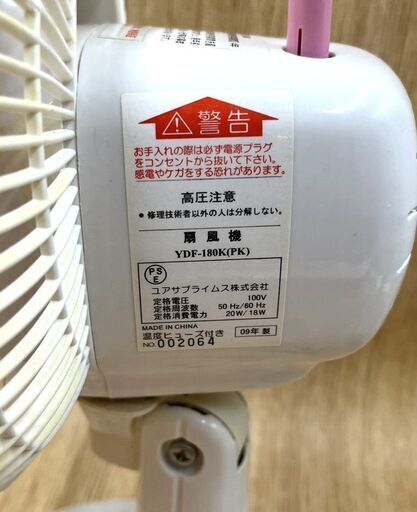 警告
お手入れの際は必ず電源プラグ
をコンセントから抜いて下さい。
感電やケガをする恐れがあります。
高圧注意
● 修理技術者以外の人は分解しない。
扇風機
YDF-180K(PK)
PS
E
ユアサプライムス株式会社
定格電圧 100V
定格周波数 50 Hz/60 Hz
定格消費電力 20W/18W
MADE IN CHINA 09年 製
温度ヒューズ付き
NO. 002064